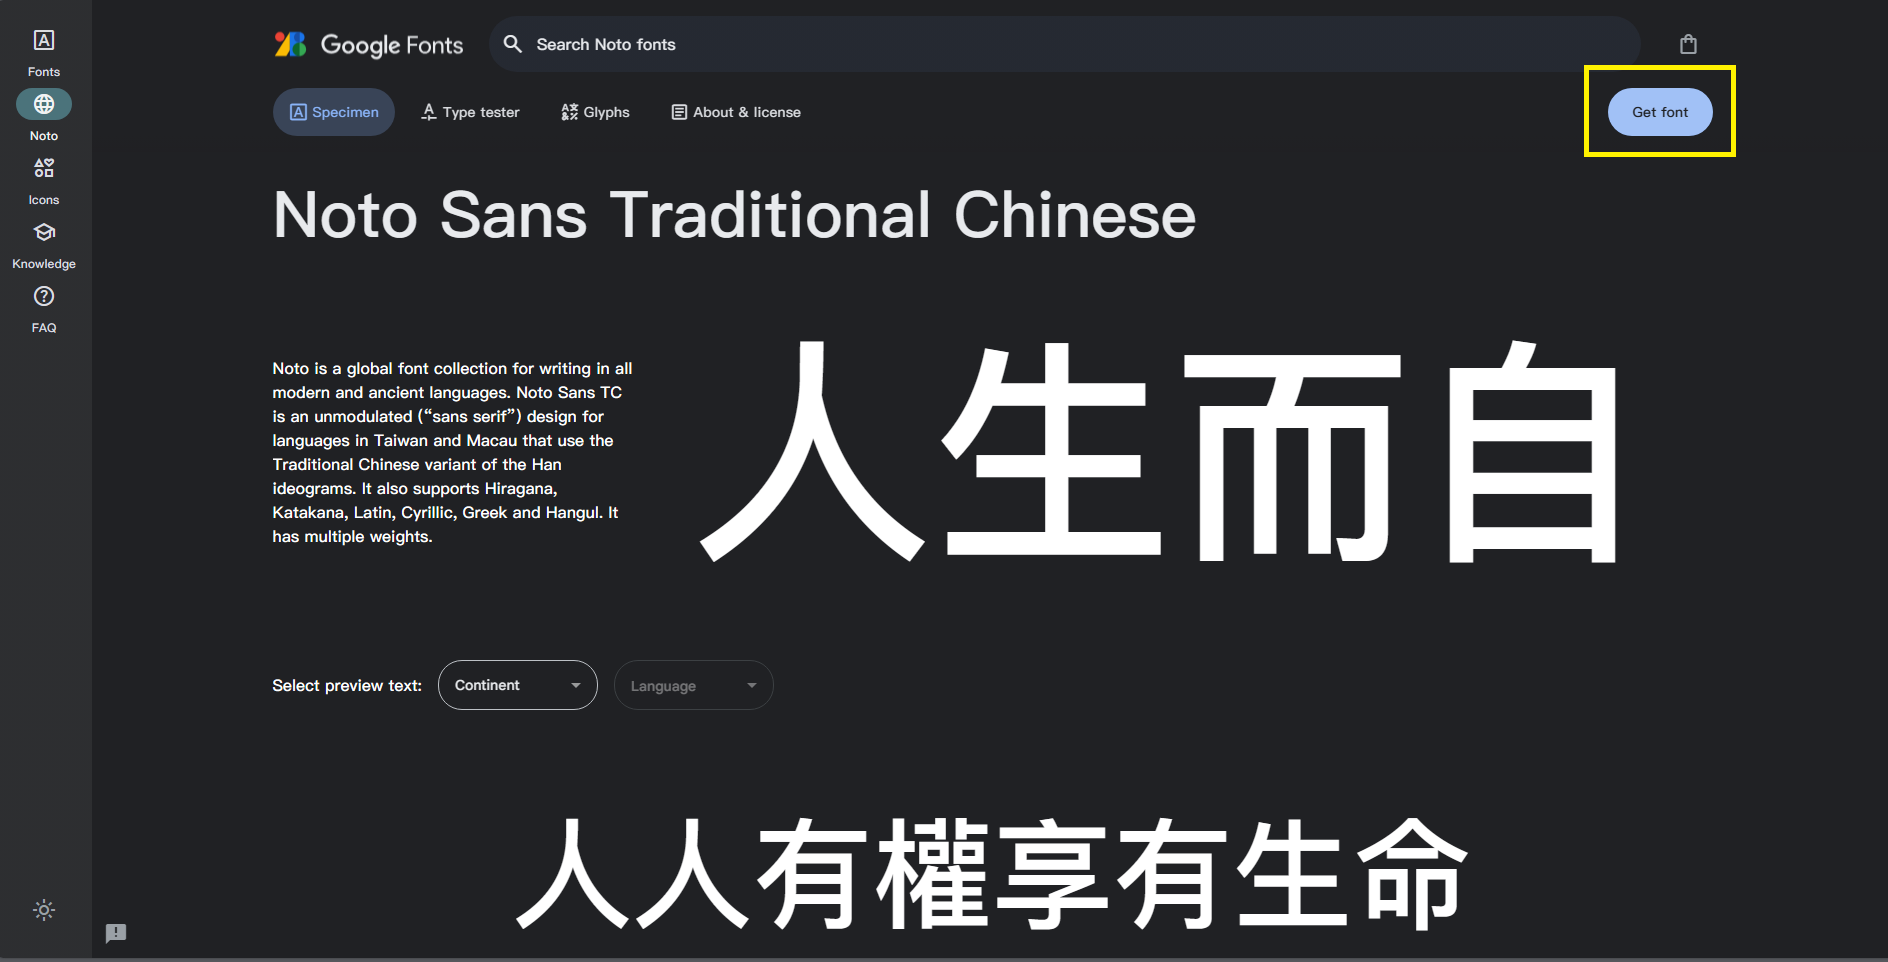 Fonts
Noto
Icons
Knowledge
FAQ
Google Fonts
Search Noto fonts
Specimen
Type tester
Glyphs
About & license
Get font
Noto Sans Traditional Chinese
Noto is a global font collection for writing in all
modern and ancient languages. Noto Sans TC
is an unmodulated (“sans serif”) design for
languages in Taiwan and Macau that use the
Traditional Chinese variant of the Han
ideograms. It also supports Hiragana,
Katakana, Latin, Cyrillic, Greek and Hangul. It
has multiple weights.
人生而自
Select preview text:
Continent
Language
人人有權享有生命